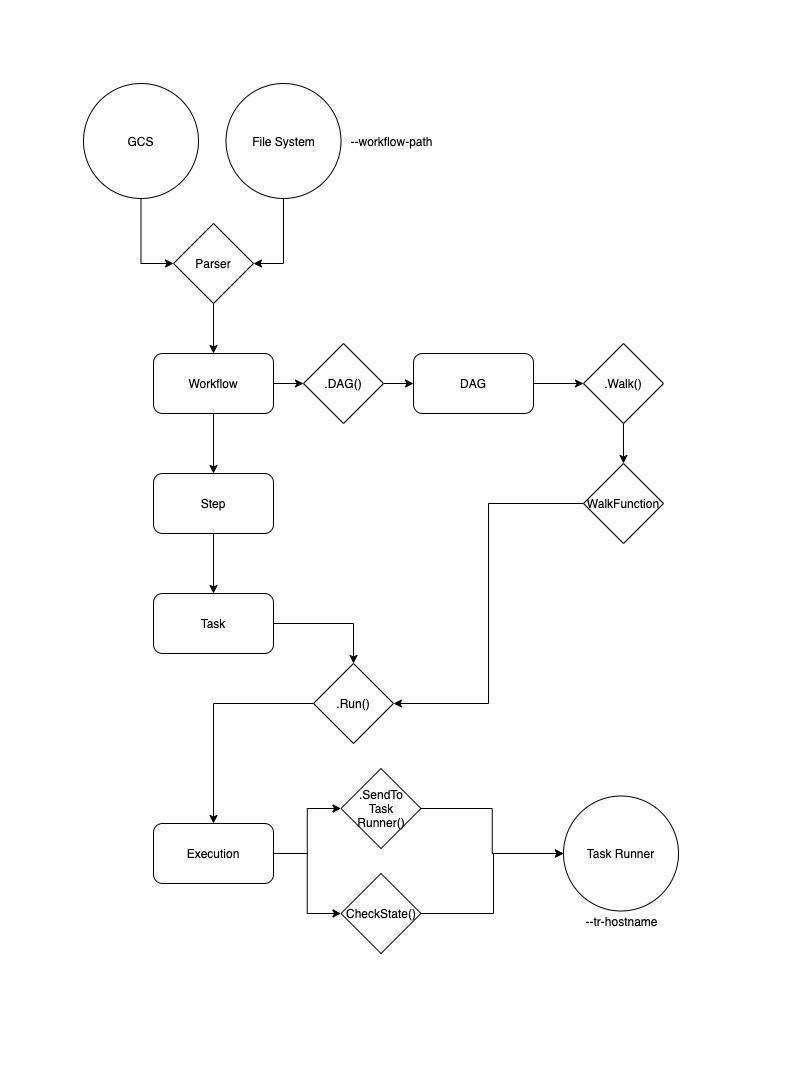 GCS
File System
--workflow-path
Parser
Workflow
.DAG()
DAG
.Walk()
Step
WalkFunction
Task
.Run()
.SendTo
Task
Runner()
Execution
Task Runner
CheckState()
--tr-hostname